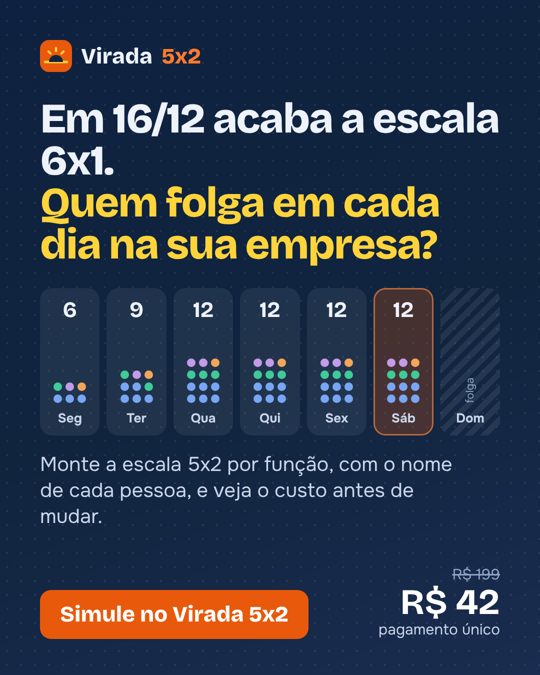 Virada 5x2
Em 16/12 acaba a escala
6x1.
Quem folga em cada
dia na sua empresa?
6 9 12 12 12 12
folga
Seg Ter Qua Qui Sex Sáb Dom
Monte a escala 5x2 por função, com o nome
de cada pessoa, e veja o custo antes de
mudar.
R$ 199
Simule no Virada 5x2 R$ 42
pagamento único